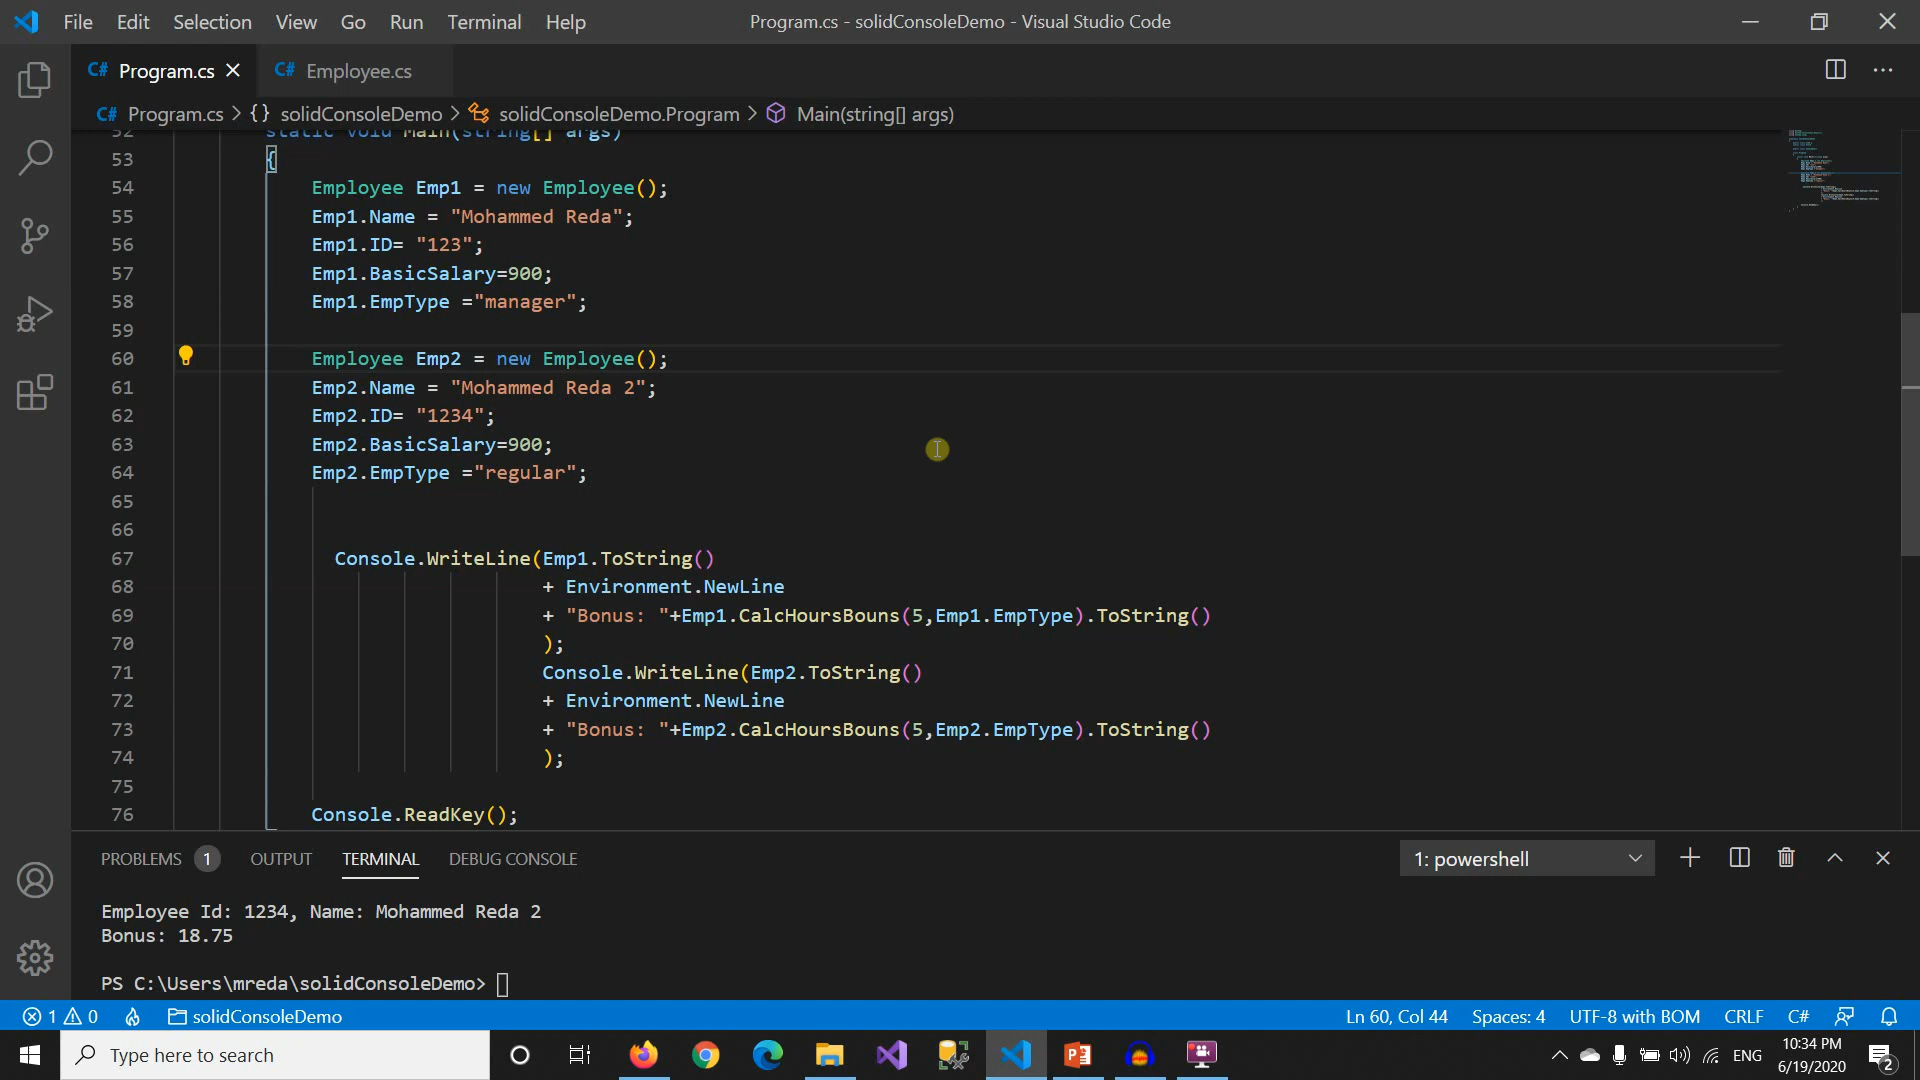 File Edit Selection View Go Run Terminal Help
Program.cs - solidConsoleDemo - Visual Studio Code
C# Program.cs
C# Employee.cs
C# Program.cs > {} solidConsoleDemo > solidConsoleDemo.Program > Main(string[] args)
52 static void Main(string[] args)
53 {
54 Employee Emp1 = new Employee();
55 Emp1.Name = "Mohammed Reda";
56 Emp1.ID= "123";
57 Emp1.BasicSalary=900;
58 Emp1.EmpType ="manager";
59
60 Employee Emp2 = new Employee();
61 Emp2.Name = "Mohammed Reda 2";
62 Emp2.ID= "1234";
63 Emp2.BasicSalary=900;
64 Emp2.EmpType ="regular";
65
66
67 Console.WriteLine(Emp1.ToString()
68 + Environment.NewLine
69 + "Bonus: "+Emp1.CalcHoursBouns(5,Emp1.EmpType).ToString()
70 );
71 Console.WriteLine(Emp2.ToString()
72 + Environment.NewLine
73 + "Bonus: "+Emp2.CalcHoursBouns(5,Emp2.EmpType).ToString()
74 );
75
76 Console.ReadKey();
PROBLEMS 1 OUTPUT TERMINAL DEBUG CONSOLE
1: powershell
Employee Id: 1234, Name: Mohammed Reda 2
Bonus: 18.75
PS C:\Users\mreda\solidConsoleDemo>
1 0 solidConsoleDemo
Ln 60, Col 44 Spaces: 4 UTF-8 with BOM CRLF C#
Type here to search
ENG
10:34 PM
6/19/2020
2